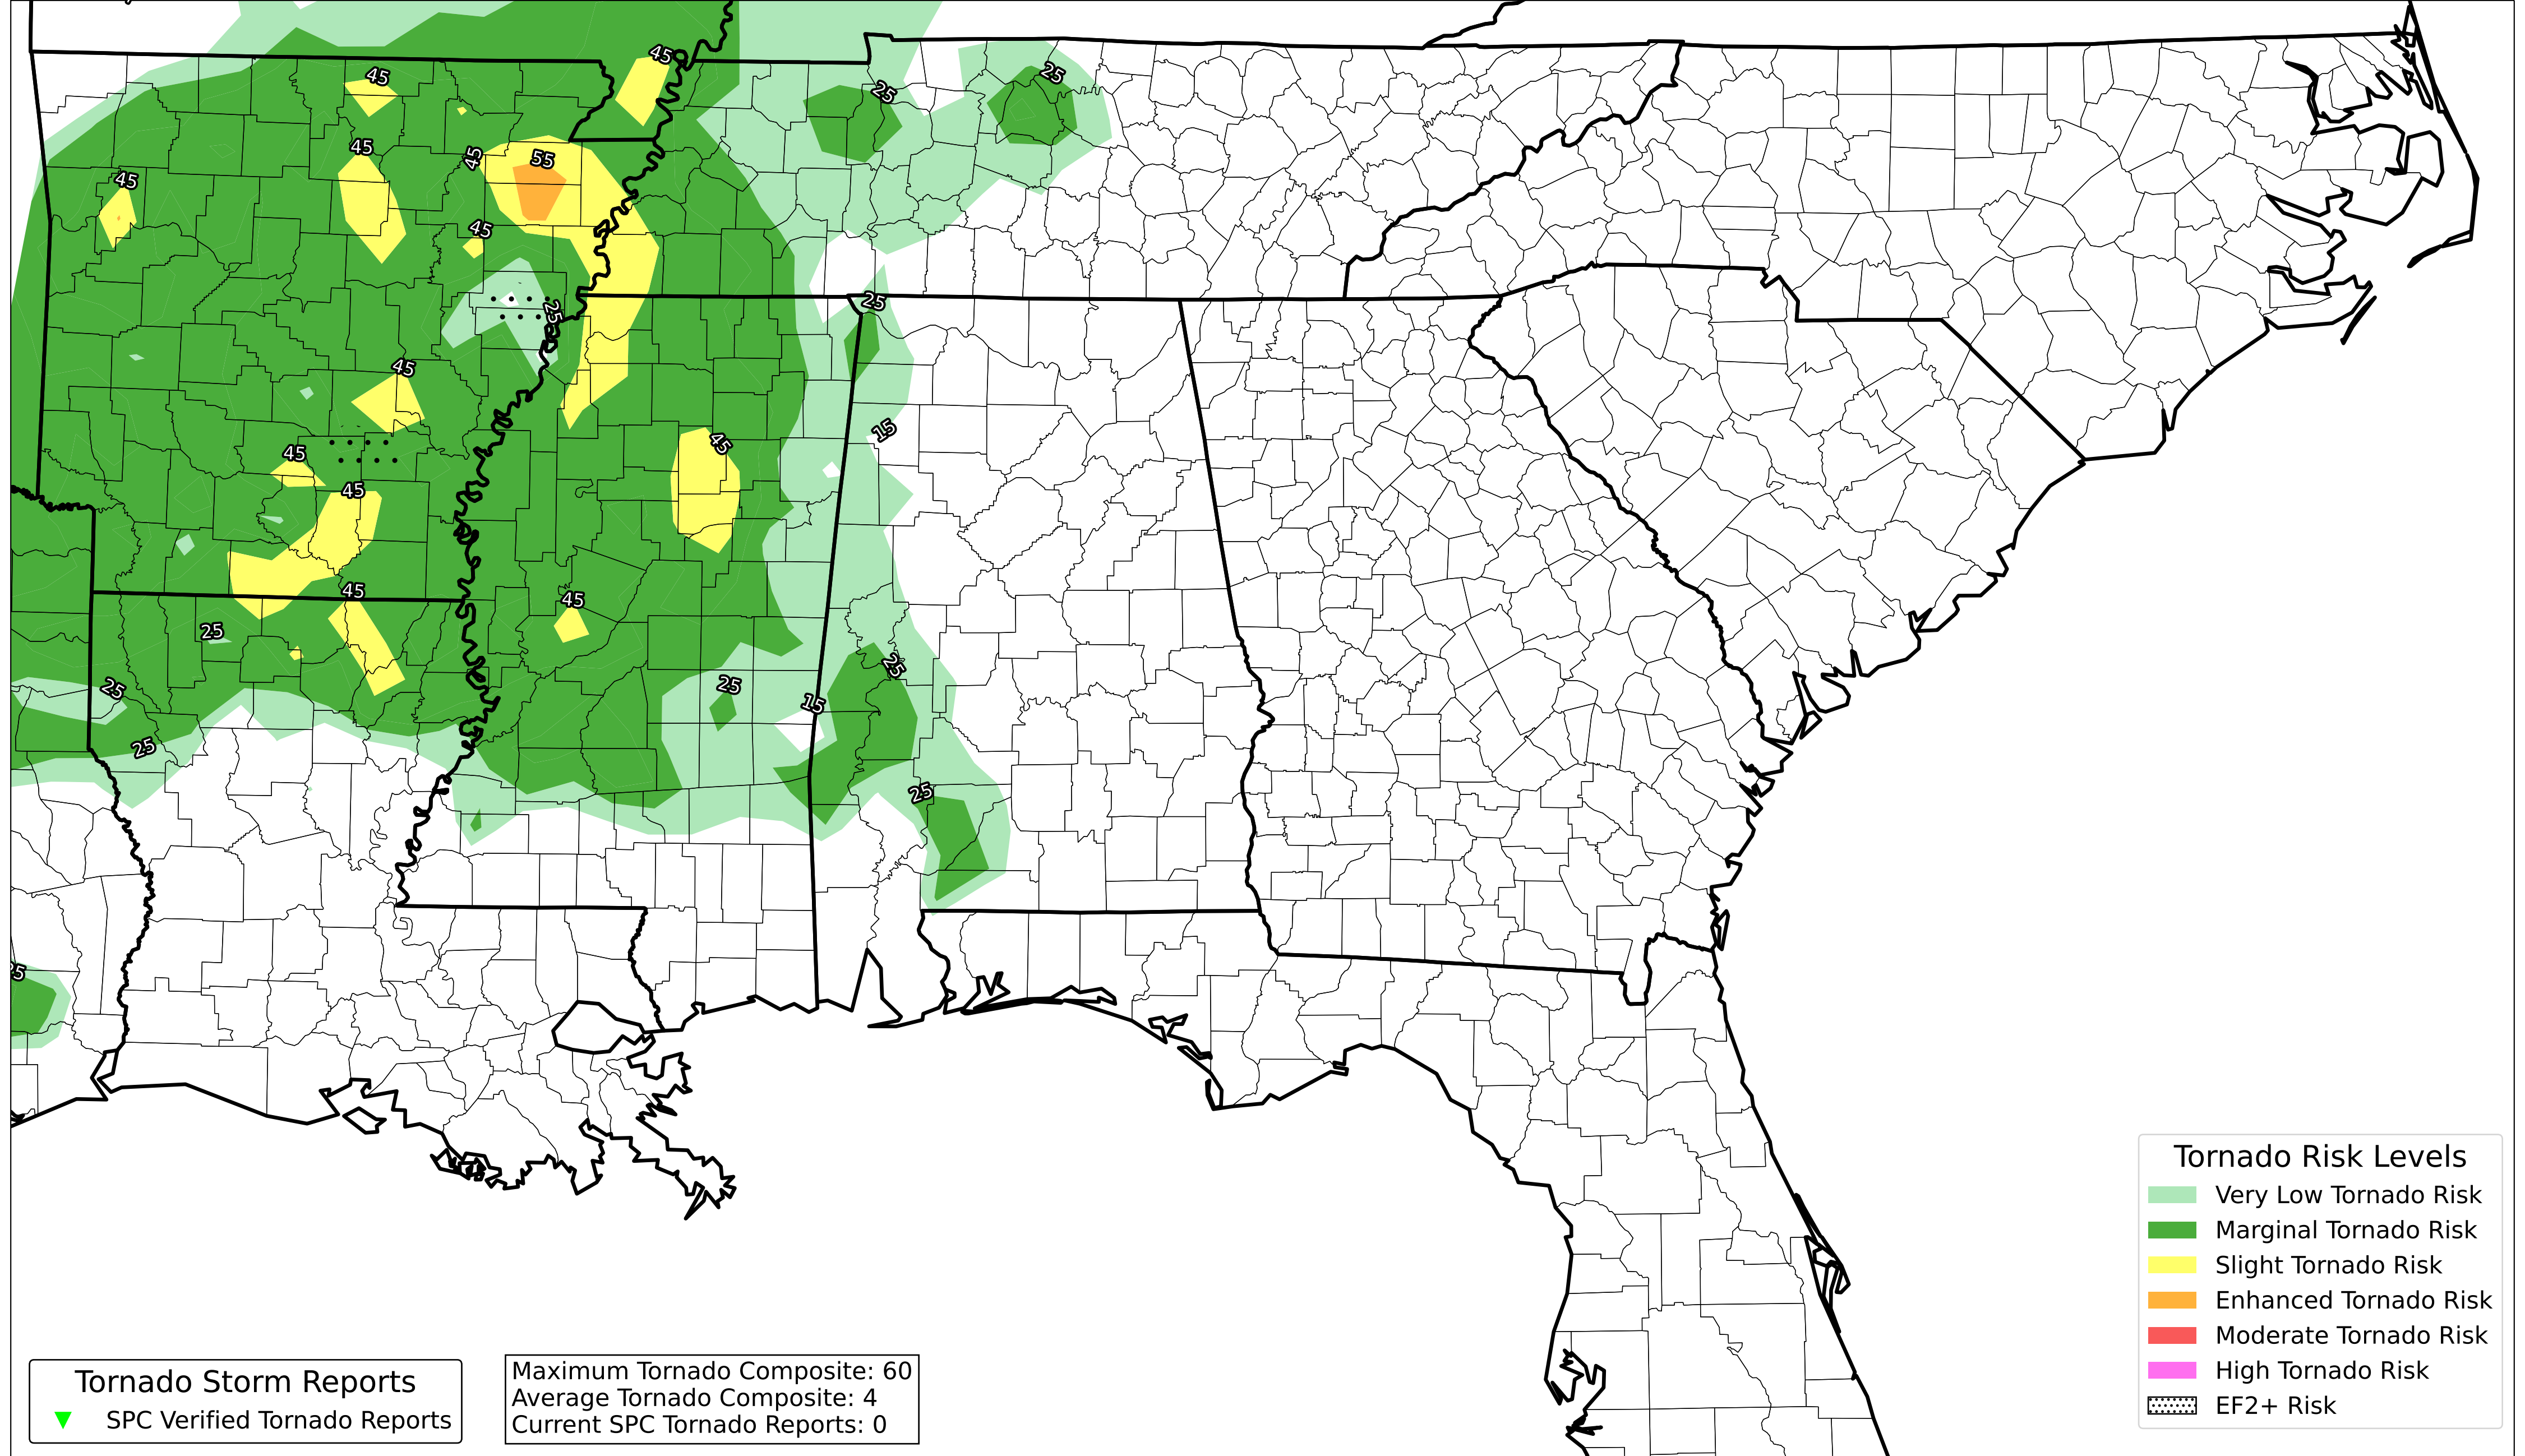 45
45
25
25
45
45
55
45
45
25
25
45
15
45
45
45
45
45
25
25
25
25
15
25
25
5
Tornado Risk Levels
Very Low Tornado Risk
Marginal Tornado Risk
Slight Tornado Risk
Enhanced Tornado Risk
Moderate Tornado Risk
High Tornado Risk
EF2+ Risk
Tornado Storm Reports
SPC Verified Tornado Reports
Maximum Tornado Composite: 60
Average Tornado Composite: 4
Current SPC Tornado Reports: 0